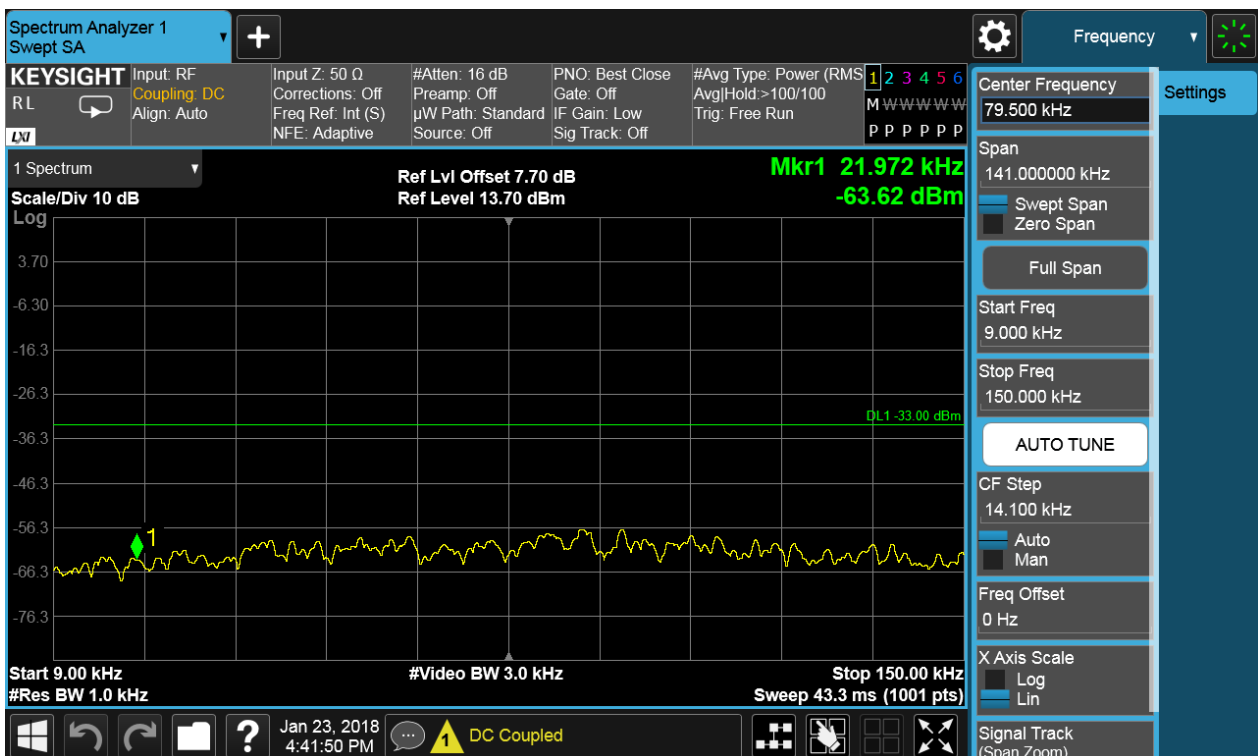 Spectrum Analyzer 1
Swept SA
+
Frequency
KEYSIGHT
R L
LXI
Input: RF
Coupling: DC
Align: Auto
Input Z: 50 Ω
Corrections: Off
Freq Ref: Int (S)
NFE: Adaptive
#Atten: 16 dB
Preamp: Off
µW Path: Standard
Source: Off
PNO: Best Close
Gate: Off
IF Gain: Low
Sig Track: Off
#Avg Type: Power (RMS
Avg|Hold:>100/100
Trig: Free Run
1 2 3 4 5 6
M W W W W W
P P P P P P
1 Spectrum
Scale/Div 10 dB
Log
Ref Lvl Offset 7.70 dB
Ref Level 13.70 dBm
Mkr1 21.972 kHz
-63.62 dBm
3.70
-6.30
-16.3
-26.3
-36.3
-46.3
-56.3
-66.3
-76.3
DL1 -33.00 dBm
1
Start 9.00 kHz
#Res BW 1.0 kHz
#Video BW 3.0 kHz
Stop 150.00 kHz
Sweep 43.3 ms (1001 pts)
Center Frequency
79.500 kHz
Settings
Span
141.000000 kHz
Swept Span
Zero Span
Full Span
Start Freq
9.000 kHz
Stop Freq
150.000 kHz
AUTO TUNE
CF Step
14.100 kHz
Auto
Man
Freq Offset
0 Hz
X Axis Scale
Log
Lin
Signal Track
(Span Zoom)
?
Jan 23, 2018
4:41:50 PM
1
DC Coupled